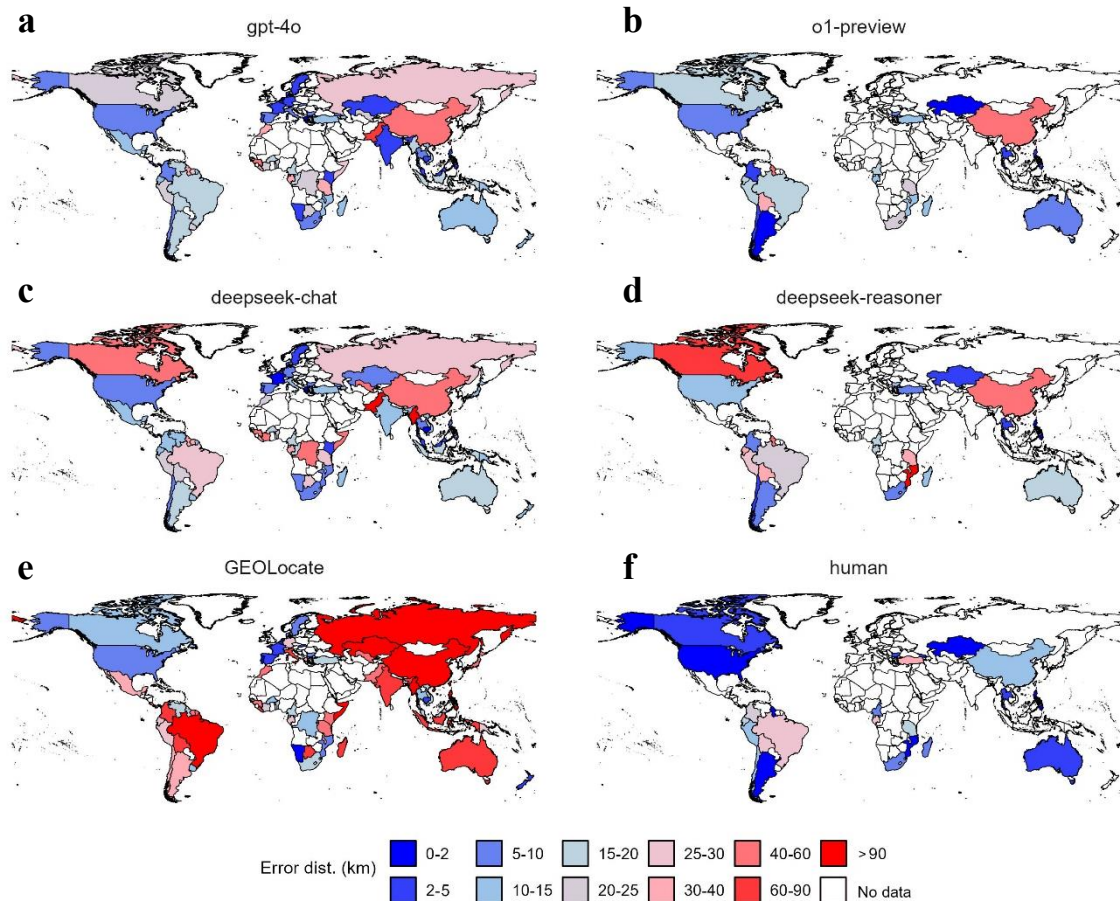 a
gpt-4o
b
o1-preview
c
deepseek-chat
d
deepseek-reasoner
e
GEOLocate
f
human
Error dist. (km)
0-2
5-10
15-20
25-30
40-60
>90
2-5
10-15
20-25
30-40
60-90
No data